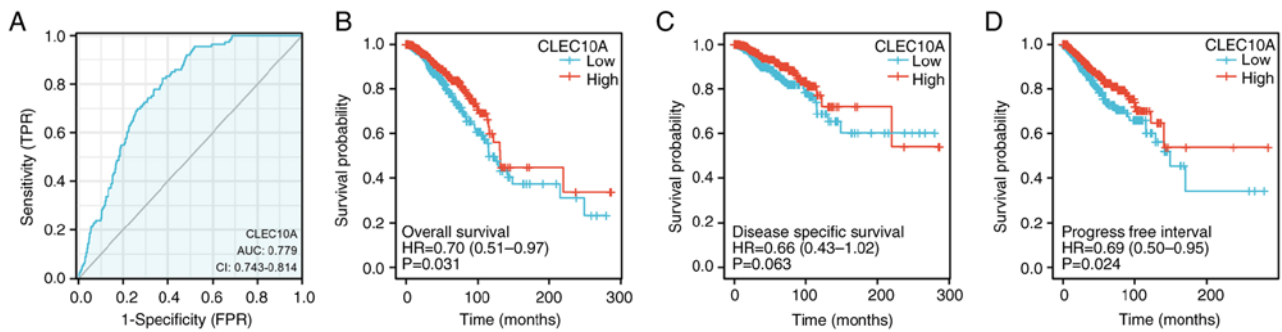 A
1.0
0.8
0.6
0.4
0.2
0.0
Sensitivity (TPR)
CLEC10A
AUC: 0.779
CI: 0.743-0.814
0.0 0.2 0.4 0.6 0.8 1.0
1-Specificity (FPR)
B
1.0
0.8
0.6
0.4
0.2
0.0
Survival probability
CLEC10A
Low
High
Overall survival
HR=0.70 (0.51–0.97)
P=0.031
0 100 200 300
Time (months)
C
1.0
0.8
0.6
0.4
0.2
0.0
Survival probability
CLEC10A
Low
High
Disease specific survival
HR=0.66 (0.43–1.02)
P=0.063
0 100 200 300
Time (months)
D
1.0
0.8
0.6
0.4
0.2
0.0
Survival probability
CLEC10A
Low
High
Progress free interval
HR=0.69 (0.50–0.95)
P=0.024
0 100 200
Time (months)